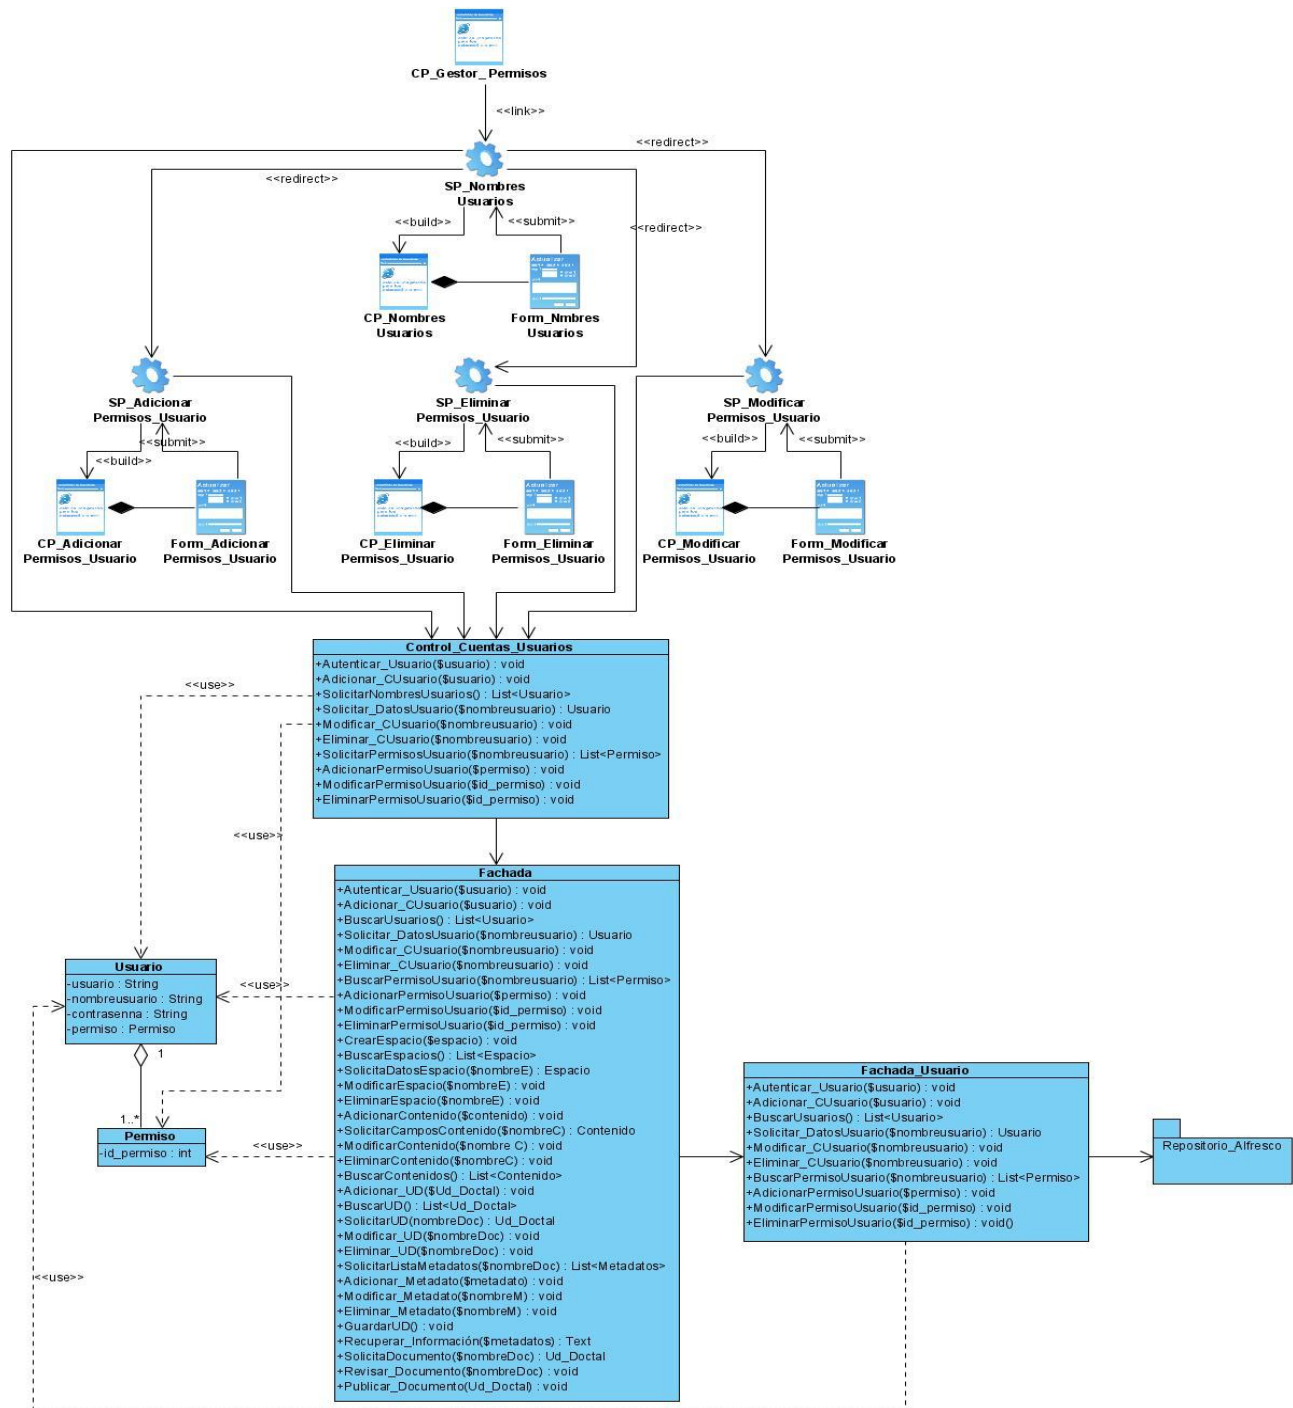 CP_Gestor_ Permisos
<<link>>
<<redirect>>
<<redirect>>
SP_Nombres
Usuarios
<<build>>
<<submit>>
<<redirect>>
CP_Nombres
Usuarios
Form_Nmbres
Usuarios
SP_Adicionar
Permisos_Usuario
SP_Eliminar
Permisos_Usuario
SP_Modificar
Permisos_Usuario
<<submit>>
<<build>>
<<build>>
<<submit>>
<<build>>
<<submit>>
CP_Adicionar
Permisos_Usuario
Form_Adicionar
Permisos_Usuario
CP_Eliminar
Permisos_Usuario
Form_Eliminar
Permisos_Usuario
CP_Modificar
Permisos_Usuario
Form_Modificar
Permisos_Usuario
Control_Cuentas_Usuarios
+Autenticar_Usuario($usuario) : void
+Adicionar_CUsuario($usuario) : void
+SolicitarNombresUsuarios() : List<Usuario>
+Solicitar_DatosUsuario($nombreusuario) : Usuario
+Modificar_CUsuario($nombreusuario) : void
+Eliminar_CUsuario($nombreusuario) : void
+SolicitarPermisosUsuario($nombreusuario) : List<Permiso>
+AdicionarPermisoUsuario($permiso) : void
+ModificarPermisoUsuario($id_permiso) : void
+EliminarPermisoUsuario($id_permiso) : void
<<use>>
<<use>>
Fachada
+Autenticar_Usuario($usuario) : void
+Adicionar_CUsuario($usuario) : void
+BuscarUsuarios() : List<Usuario>
+Solicitar_DatosUsuario($nombreusuario) : Usuario
+Modificar_CUsuario($nombreusuario) : void
+Eliminar_CUsuario($nombreusuario) : void
+BuscarPermisoUsuario($nombreusuario) : List<Permiso>
+AdicionarPermisoUsuario($permiso) : void
+ModificarPermisoUsuario($id_permiso) : void
+EliminarPermisoUsuario($id_permiso) : void
+CrearEspacio($espacio) : void
+BuscarEspacios() : List<Espacio>
+SolicitaDatosEspacio($nombreE) : Espacio
+ModificarEspacio($nombreE) : void
+EliminarEspacio($nombreE) : void
+AdicionarContenido($contenido) : void
+SolicitarCamposContenido($nombreC) : Contenido
+ModificarContenido($nombre C) : void
+EliminarContenido($nombreC) : void
+BuscarContenidos() : List<Contenido>
+Adicionar_UD($Ud_Doctal) : void
+BuscarUD() : List<Ud_Doctal>
+SolicitarUD(nombreDoc) : Ud_Doctal
+Modificar_UD($nombreDoc) : void
+Eliminar_UD($nombreDoc) : void
+SolicitarListaMetadatos($nombreDoc) : List<Metadatos>
+Adicionar_Metadato($metadato) : void
+Modificar_Metadato($nombreM) : void
+Eliminar_Metadato($nombreM) : void
+GuardarUD() : void
+Recuperar_Información($metadatos) : Text
+SolicitaDocumento($nombreDoc) : Ud_Doctal
+Revisar_Documento($nombreDoc) : void
+Publicar_Documento(Ud_Doctal) : void
Usuario
-usuario : String
-nombreusuario : String
-contrasenna : String
-permiso : Permiso
<<use>>
1
1..*
Permiso
-id_permiso : int
<<use>>
<<use>>
Fachada_Usuario
+Autenticar_Usuario($usuario) : void
+Adicionar_CUsuario($usuario) : void
+BuscarUsuarios() : List<Usuario>
+Solicitar_DatosUsuario($nombreusuario) : Usuario
+Modificar_CUsuario($nombreusuario) : void
+Eliminar_CUsuario($nombreusuario) : void
+BuscarPermisoUsuario($nombreusuario) : List<Permiso>
+AdicionarPermisoUsuario($permiso) : void
+ModificarPermisoUsuario($id_permiso) : void
+EliminarPermisoUsuario($id_permiso) : void()
Repositorio_Alfresco